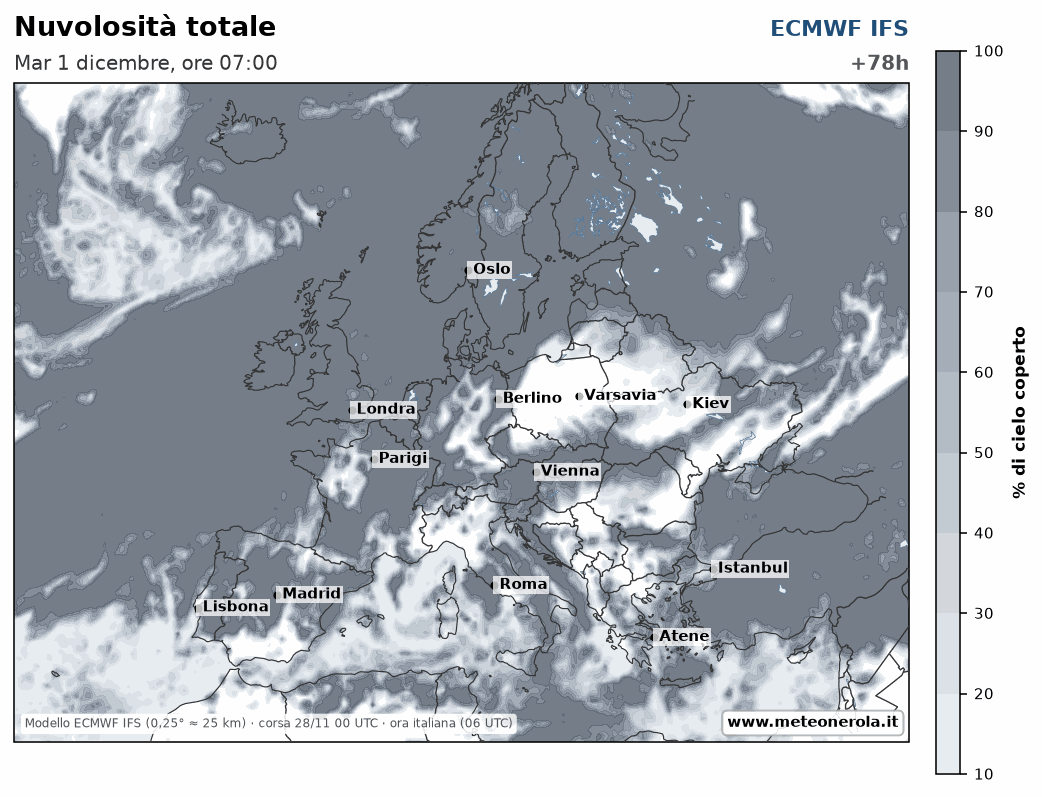 Nuvolosità totale
ECMWF IFS
Mar 1 dicembre, ore 07:00
+78h
100
90
80
70
60
50
40
30
20
10
% di cielo coperto
Oslo
Londra
Berlino
Varsavia
Kiev
Parigi
Vienna
Istanbul
Roma
Madrid
Lisbona
Atene
Modello ECMWF IFS (0,25° ≈ 25 km) · corsa 28/11 00 UTC · ora italiana (06 UTC)
www.meteonerola.it